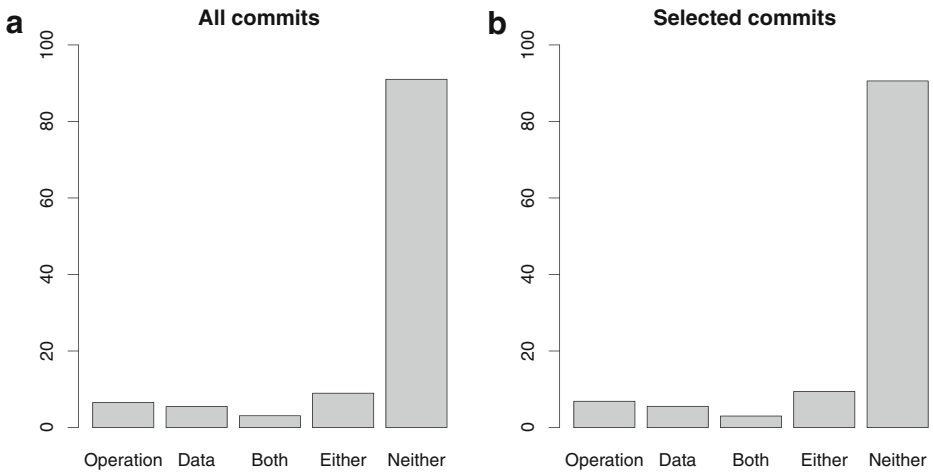 a
All commits
100
80
60
40
20
0
Operation Data Both Either Neither
b
Selected commits
100
80
60
40
20
0
Operation Data Both Either Neither